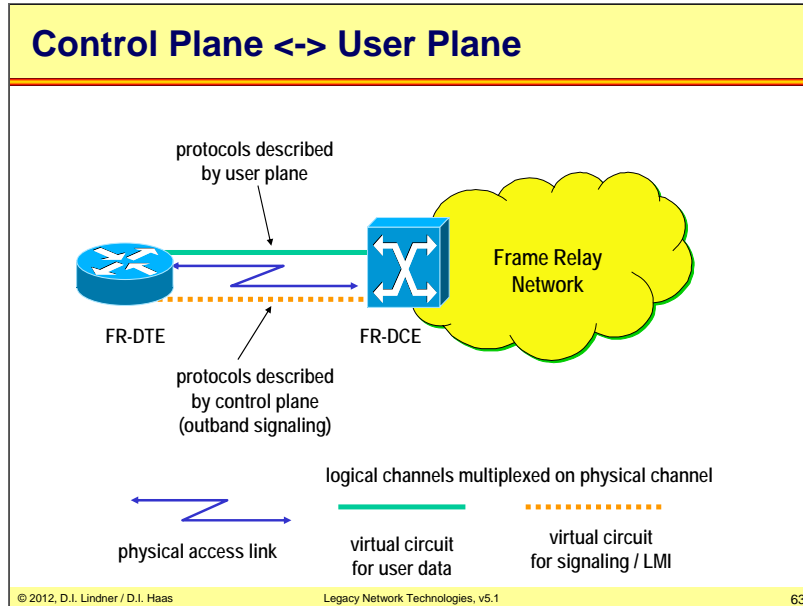 Control Plane <-> User Plane
protocols described
by user plane
Frame Relay
Network
FR-DTE
FR-DCE
protocols described
by control plane
(outband signaling)
logical channels multiplexed on physical channel
physical access link
virtual circuit
for user data
virtual circuit
for signaling / LMI
© 2012, D.I. Lindner / D.I. Haas
Legacy Network Technologies, v5.1
63